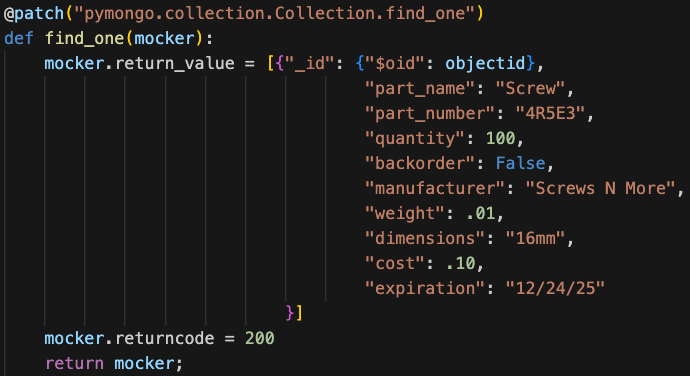 @patch("pymongo.collection.Collection.find_one")
def find_one(mocker):
    mocker.return_value = [{"_id": {"$oid": objectid},
                                    "part_name": "Screw",
                                    "part_number": "4R5E3",
                                    "quantity": 100,
                                    "backorder": False,
                                    "manufacturer": "Screws N More",
                                    "weight": .01,
                                    "dimensions": "16mm",
                                    "cost": .10,
                                    "expiration": "12/24/25"
                            }]
    mocker.returncode = 200
    return mocker;